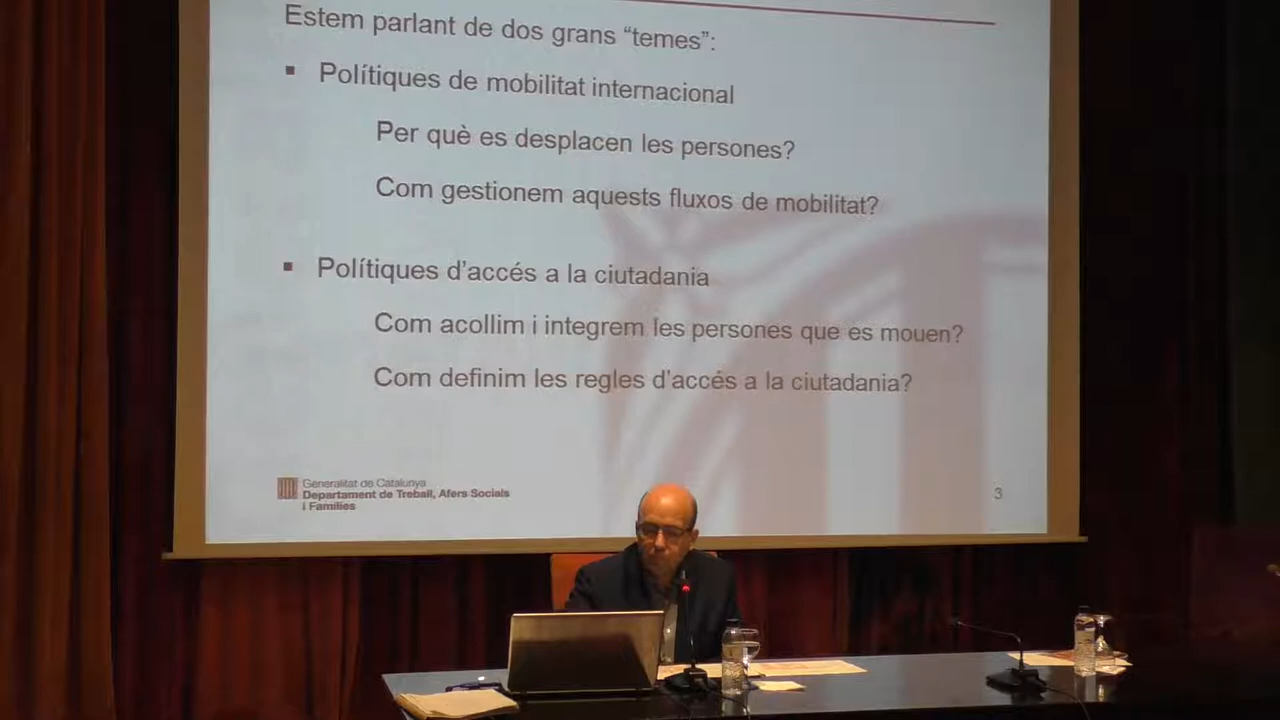 Estem parlant de dos grans “temes”:
▪ Polítiques de mobilitat internacional
Per què es desplacen les persones?
Com gestionem aquests fluxos de mobilitat?
▪ Polítiques d’accés a la ciutadania
Com acollim i integrem les persones que es mouen?
Com definim les regles d’accés a la ciutadania?
Generalitat de Catalunya
Departament de Treball, Afers Socials
i Famílies
3